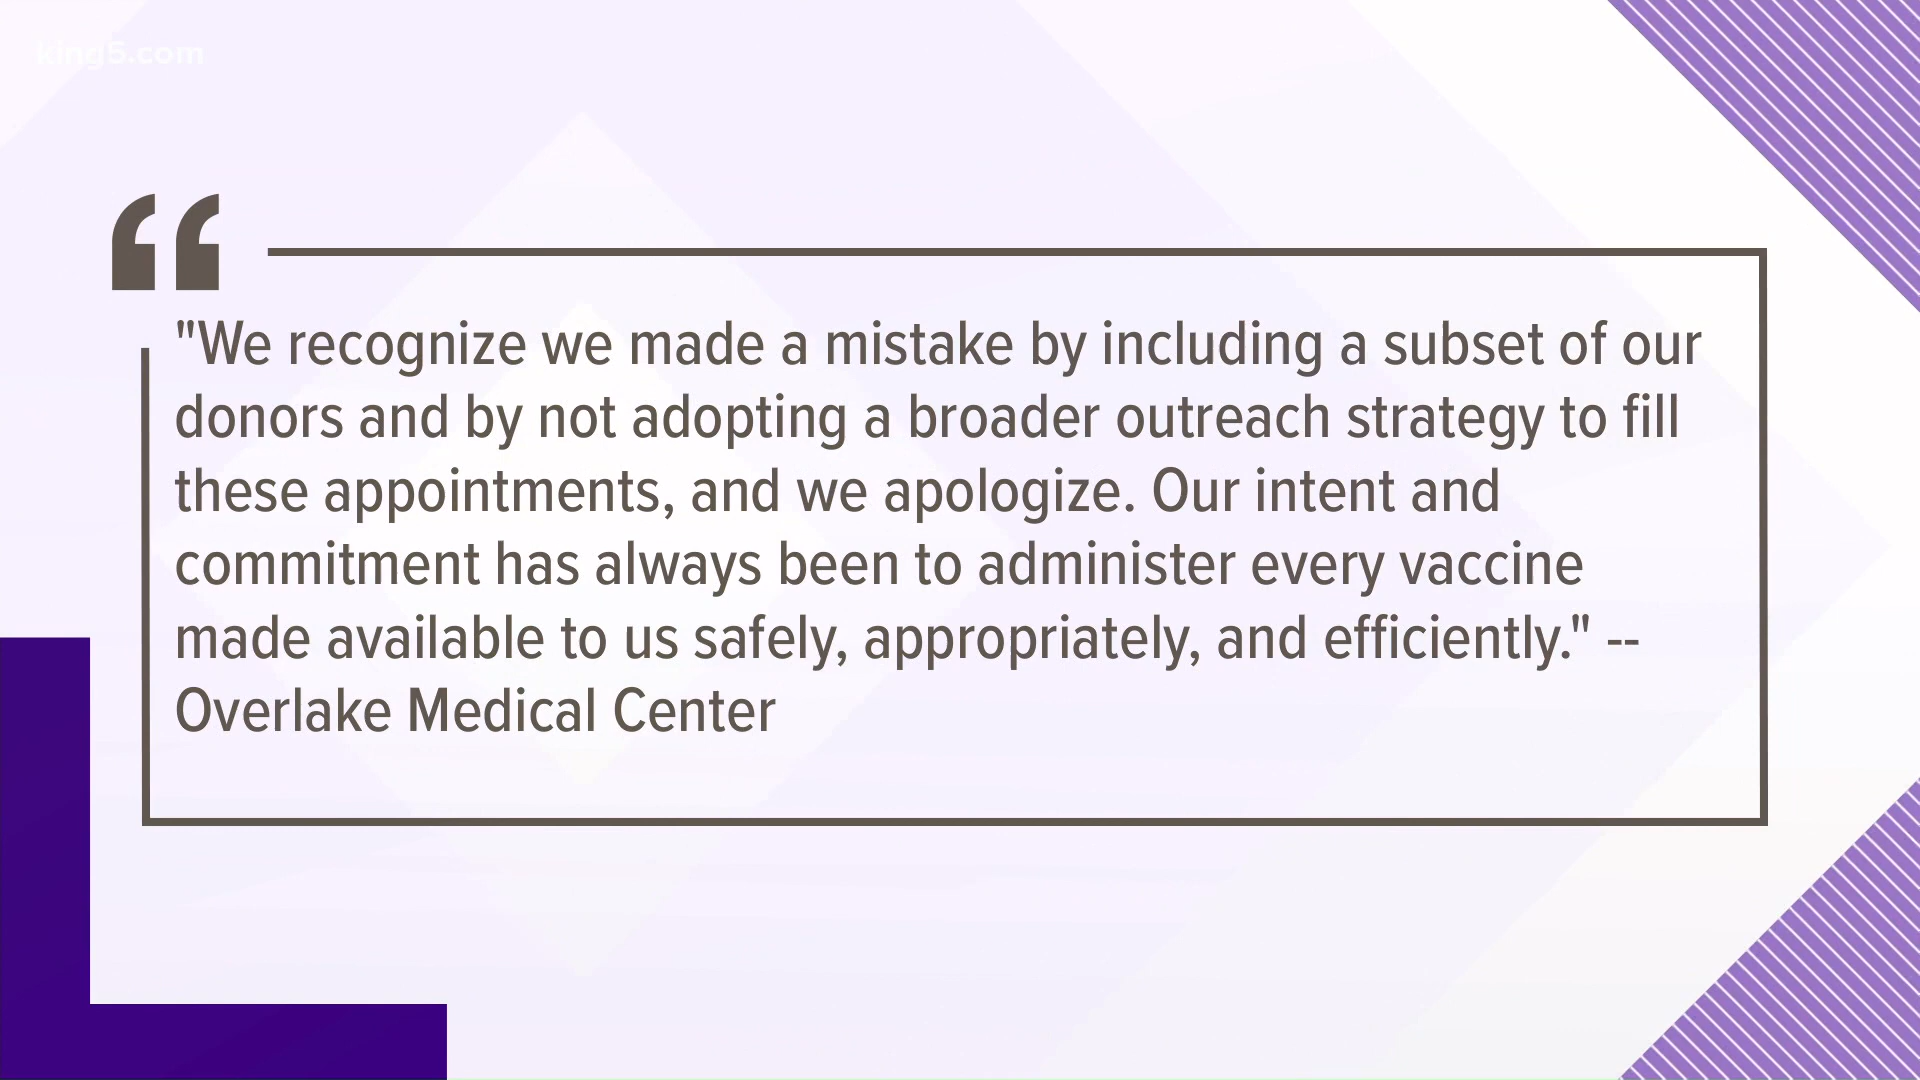 king5.com
"We recognize we made a mistake by including a subset of our
donors and by not adopting a broader outreach strategy to fill
these appointments, and we apologize. Our intent and
commitment has always been to administer every vaccine
made available to us safely, appropriately, and efficiently." --
Overlake Medical Center